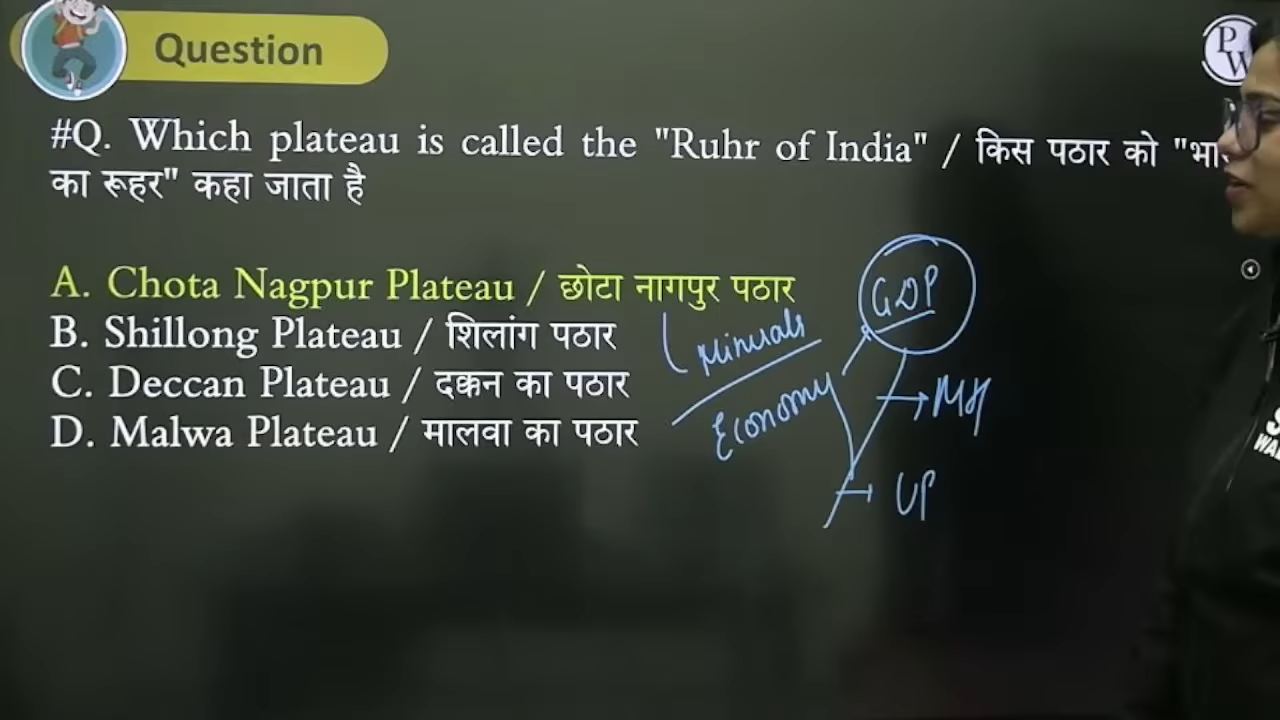 Question
PW
#Q. Which plateau is called the "Ruhr of India" / किस पठार को "भा
का रूहर" कहा जाता है
A. Chota Nagpur Plateau / छोटा नागपुर पठार
B. Shillong Plateau / शिलांग पठार
C. Deccan Plateau / दक्कन का पठार
D. Malwa Plateau / मालवा का पठार
GDP
Minerals
Economy
MH
UP